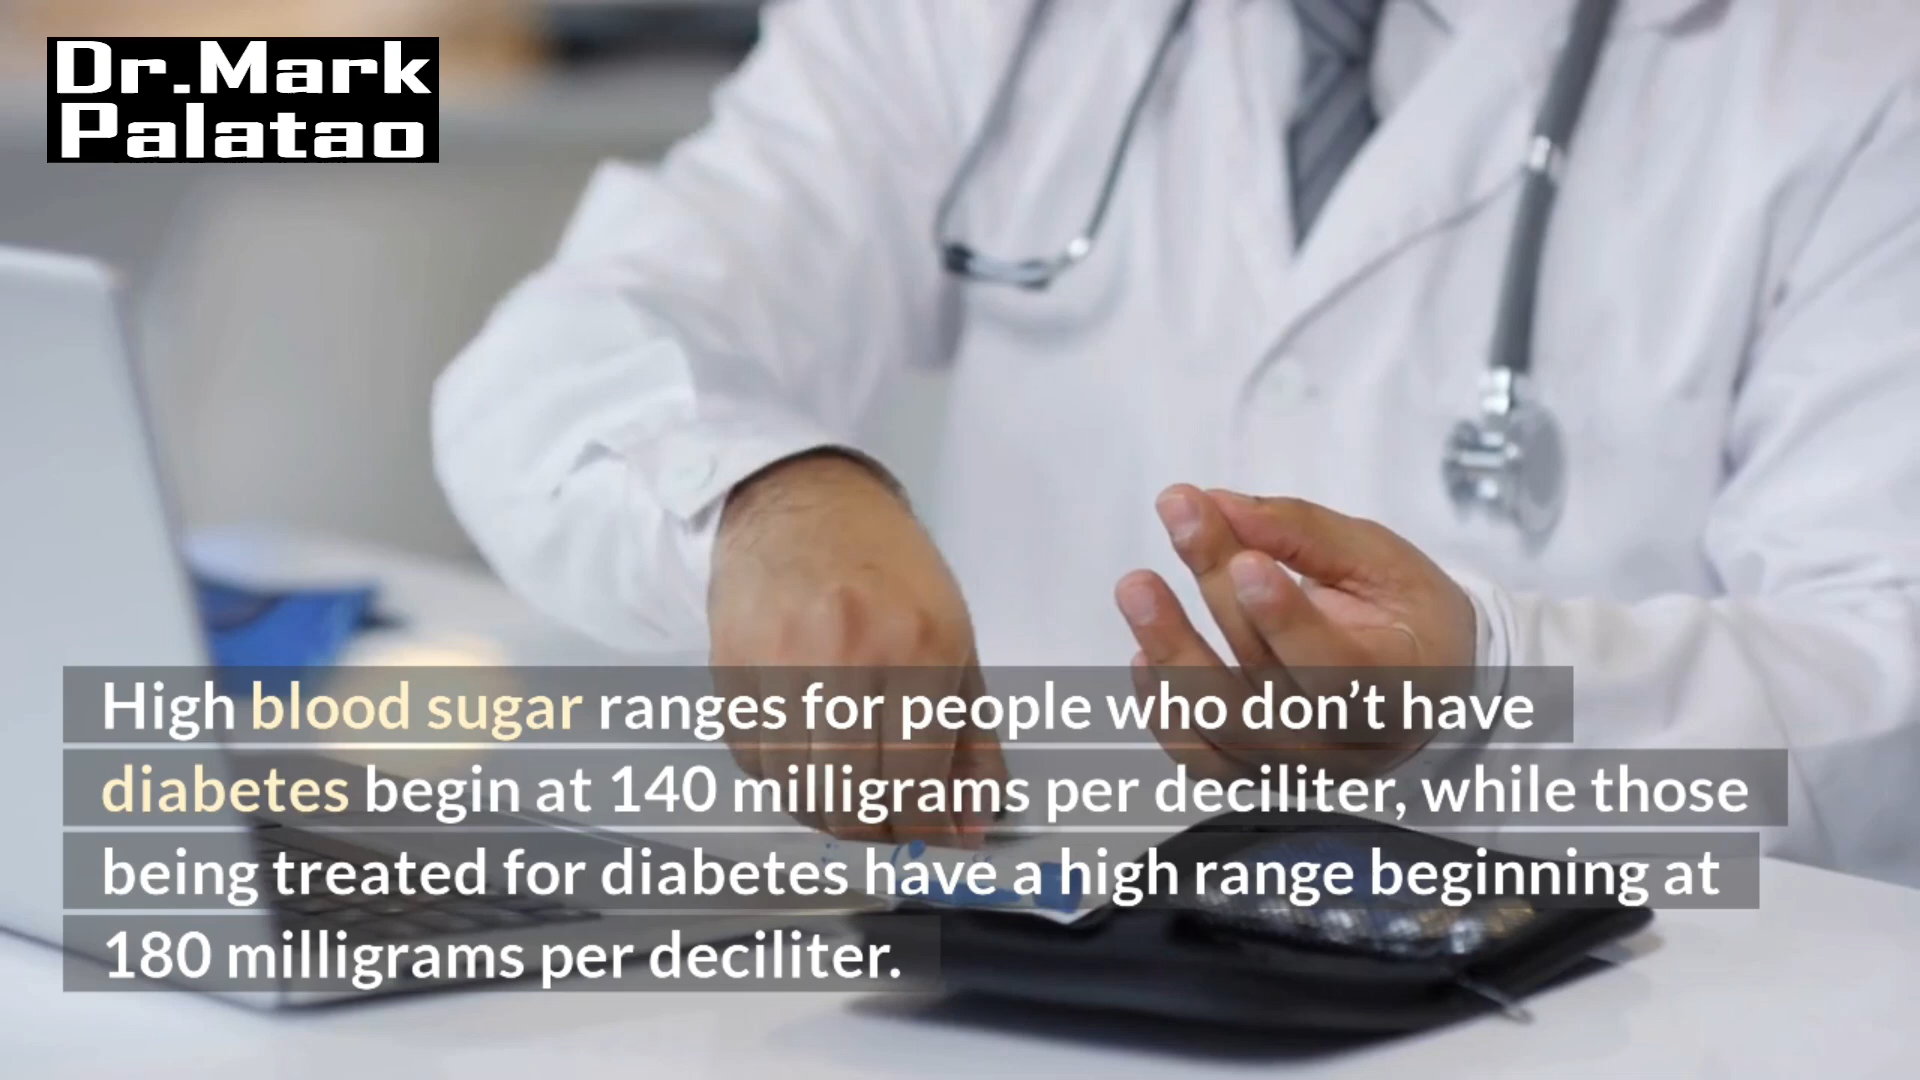 Dr.Mark
Palatao
High blood sugar ranges for people who don’t have
diabetes begin at 140 milligrams per deciliter, while those
being treated for diabetes have a high range beginning at
180 milligrams per deciliter.